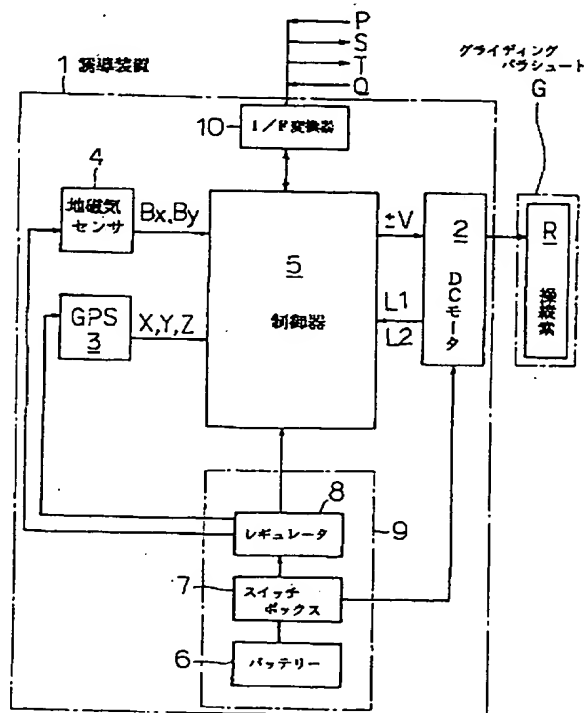 P
S
T
Q
1 誘導装置
グライディング
パラシュート
G
10
I/F変換器
4
地磁気
センサ
Bx,By
5
制御器
±V
2
DCモータ
R
操縦索
GPS
3
X,Y,Z
L1
L2
8
レギュレータ
9
7
スイッチ
ボックス
6
バッテリー